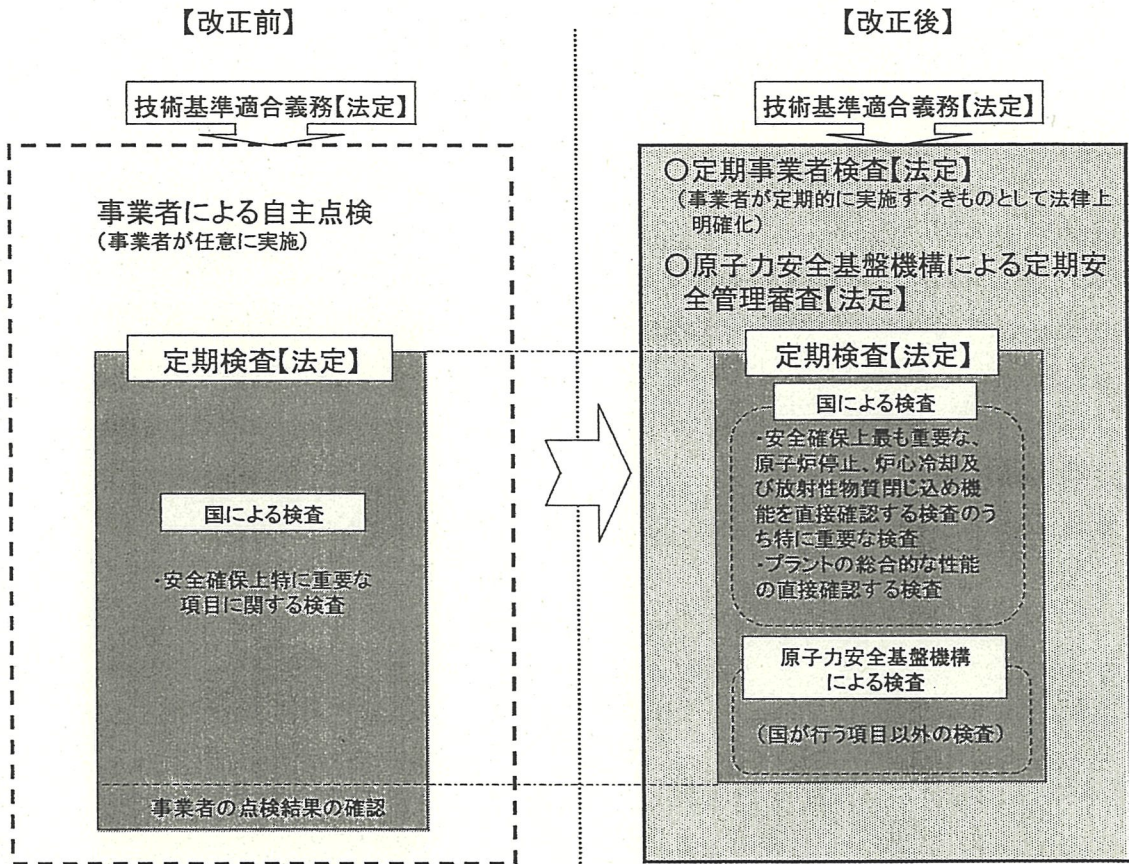 【改正前】
技術基準適合義務【法定】
事業者による自主点検
(事業者が任意に実施)
定期検査【法定】
国による検査
・安全確保上特に重要な
項目に関する検査
事業者の点検結果の確認
【改正後】
技術基準適合義務【法定】
○定期事業者検査【法定】
(事業者が定期的に実施すべきものとして法律上
明確化)
○原子力安全基盤機構による定期安
全管理審査【法定】
定期検査【法定】
国による検査
・安全確保上最も重要な、
原子炉停止、炉心冷却及
び放射性物質閉じ込め機
能を直接確認する検査のう
ち特に重要な検査
・プラントの総合的な性能
の直接確認する検査
原子力安全基盤機構
による検査
(国が行う項目以外の検査)